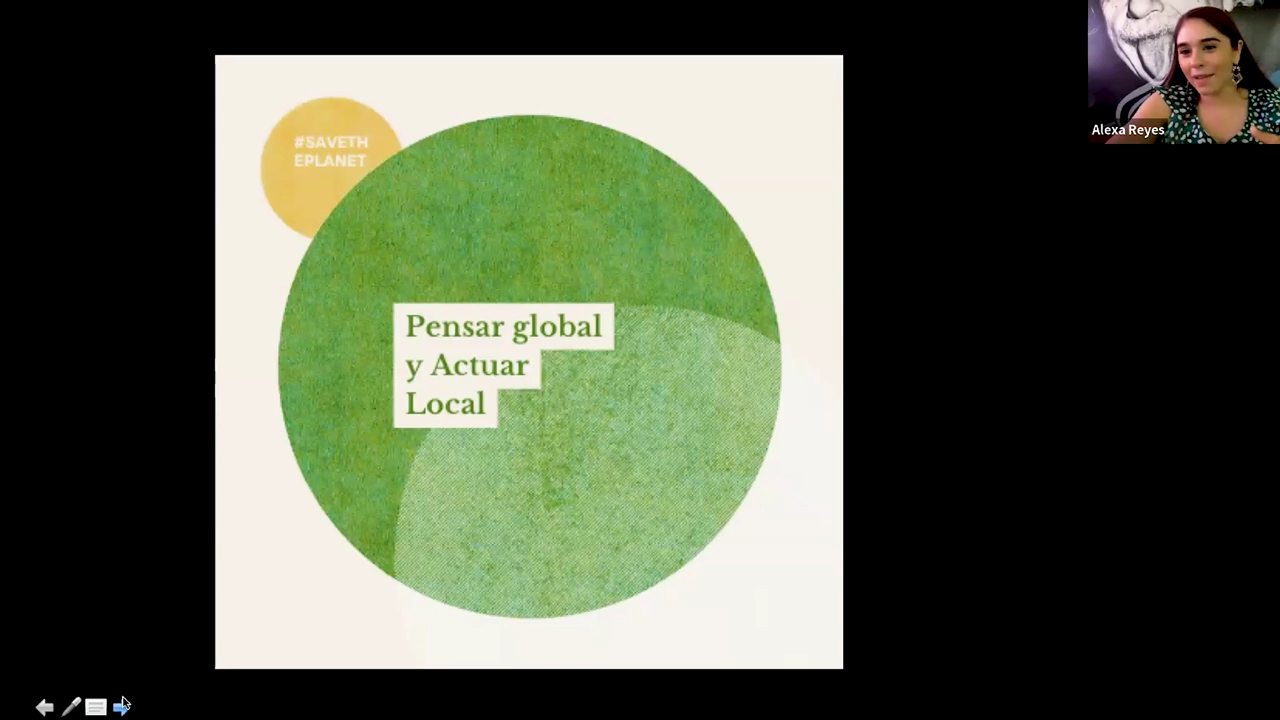 #SAVETH
EPLANET
Pensar global
y Actuar
Local
Alexa Reyes